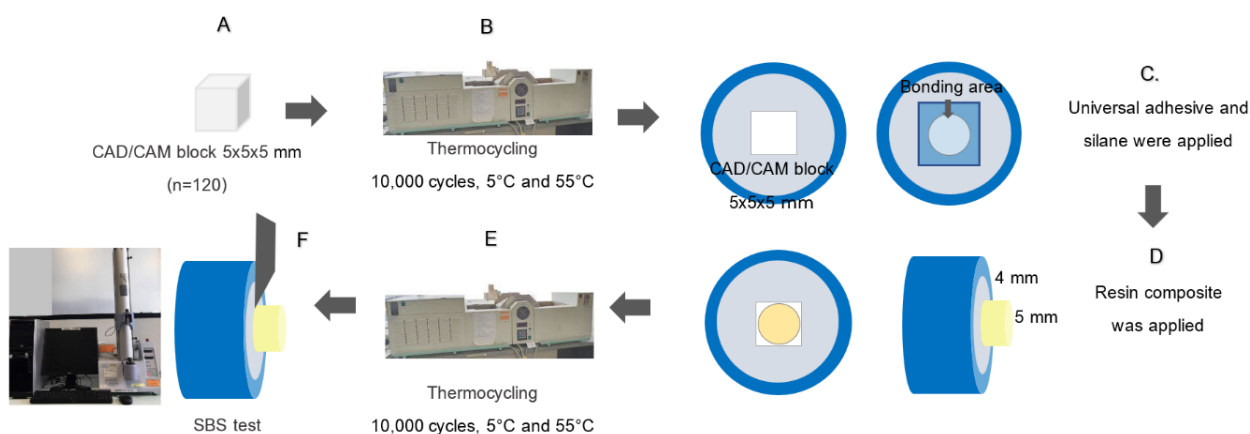 A
CAD/CAM block 5x5x5 mm
(n=120)
B
Thermocycling
10,000 cycles, 5°C and 55°C
CAD/CAM block
5x5x5 mm
Bonding area
C.
Universal adhesive and
silane were applied
D
Resin composite
was applied
4 mm
5 mm
E
Thermocycling
10,000 cycles, 5°C and 55°C
F
SBS test